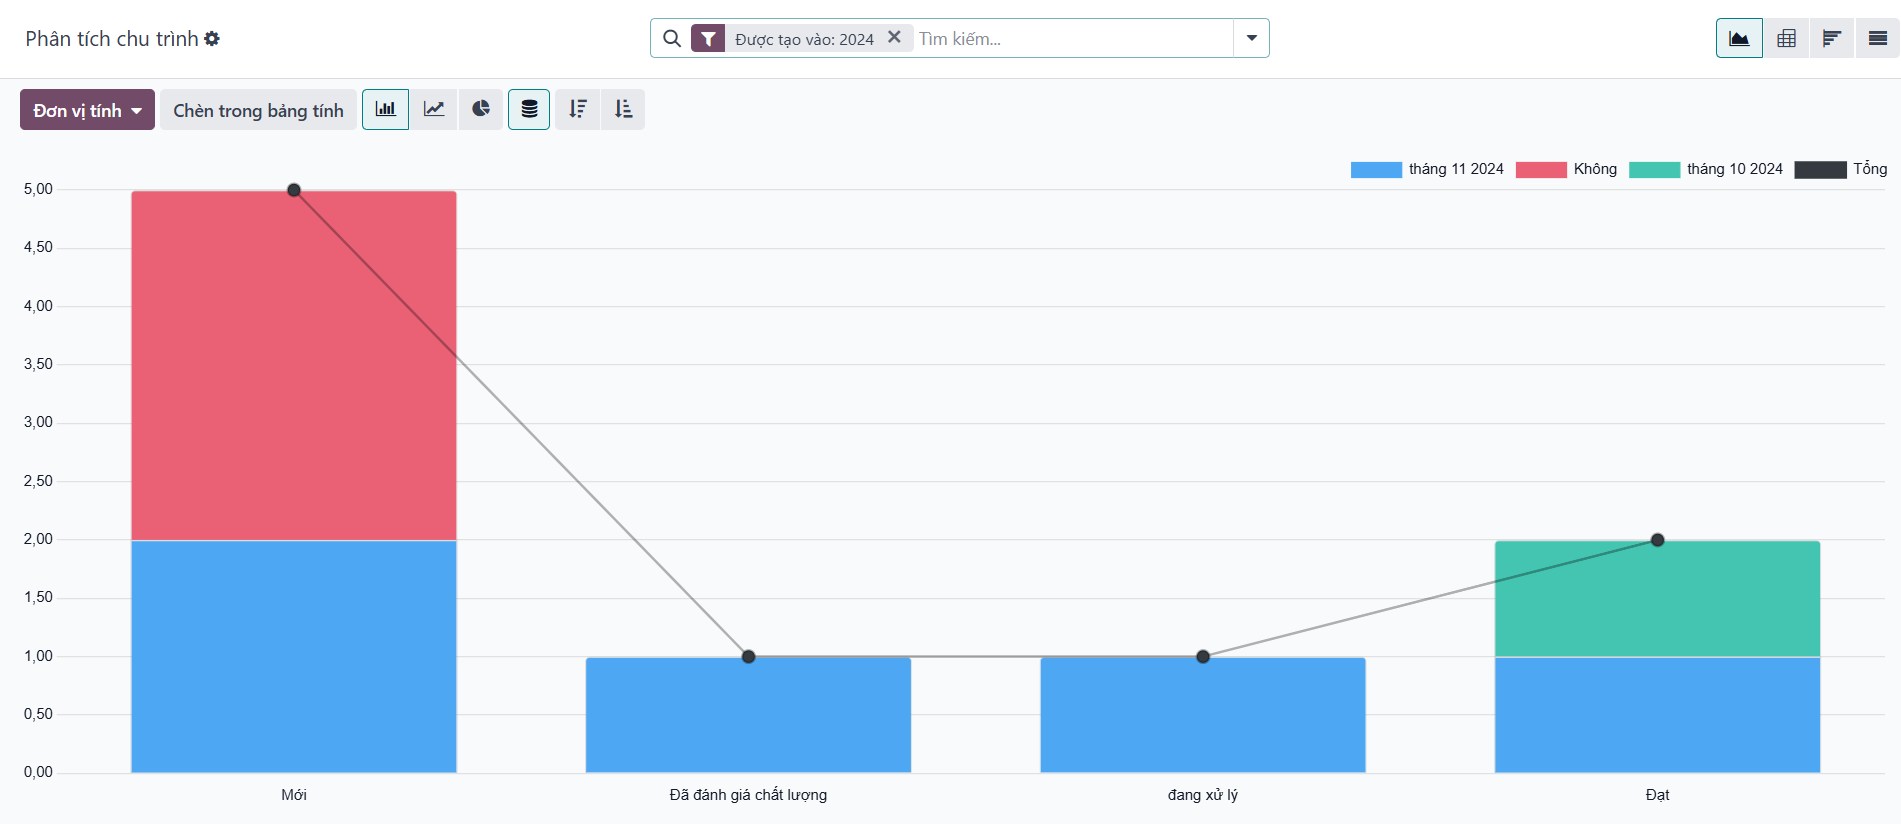 Phân tích chu trình
Được tạo vào: 2024
Tìm kiếm...
Đơn vị tính
Chèn trong bảng tính
tháng 11 2024
Không
tháng 10 2024
Tổng
5,00
4,50
4,00
3,50
3,00
2,50
2,00
1,50
1,00
0,50
0,00
Mới
Đã đánh giá chất lượng
đang xử lý
Đạt